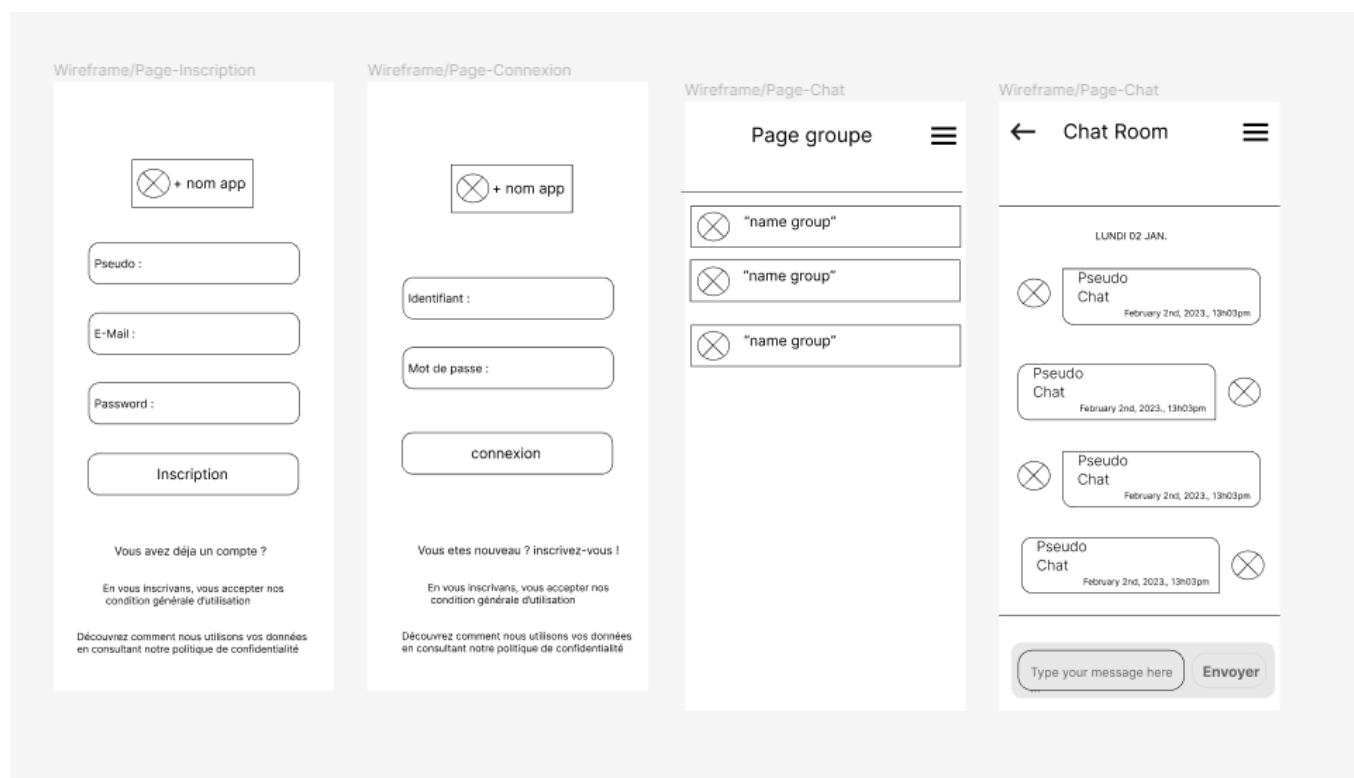 Wireframe/Page-Inscription
+ nom app
Pseudo :
E-Mail :
Password :
Inscription
Vous avez déja un compte ?
En vous inscrivans, vous accepter nos
condition générale d'utilisation
Découvrez comment nous utilisons vos données
en consultant notre politique de confidentialité
Wireframe/Page-Connexion
+ nom app
Identifiant :
Mot de passe :
connexion
Vous etes nouveau ? inscrivez-vous !
En vous inscrivans, vous accepter nos
condition générale d'utilisation
Découvrez comment nous utilisons vos données
en consultant notre politique de confidentialité
Wireframe/Page-Chat
Page groupe
"name group"
"name group"
"name group"
Wireframe/Page-Chat
Chat Room
LUNDI 02 JAN.
Pseudo
Chat
February 2nd, 2023., 13h03pm
Pseudo
Chat
February 2nd, 2023., 13h03pm
Pseudo
Chat
February 2nd, 2023., 13h03pm
Pseudo
Chat
February 2nd, 2023., 13h03pm
Type your message here
...
Envoyer